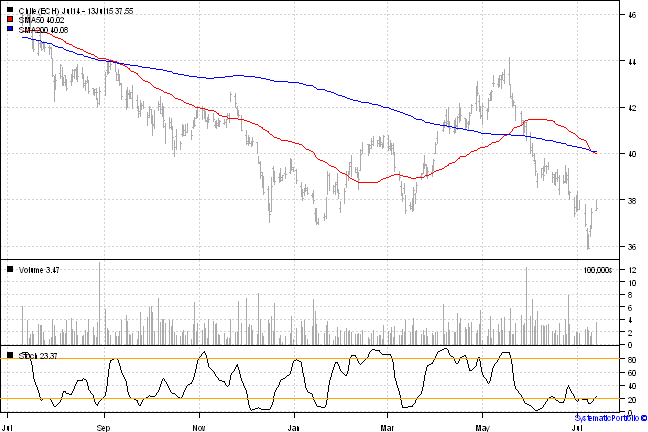 Chile (ECH) Jul14 - 13Jul15 37.55
SMA50 40.02
SMA200 40.08
46
44
42
40
38
36
Volume 3.47
100,000s
12
10
8
6
4
2
0
Stoch 23.37
80
60
40
20
0
Jul
Sep
Nov
Jan
Mar
May
Jul
SystematicPortfolio ©